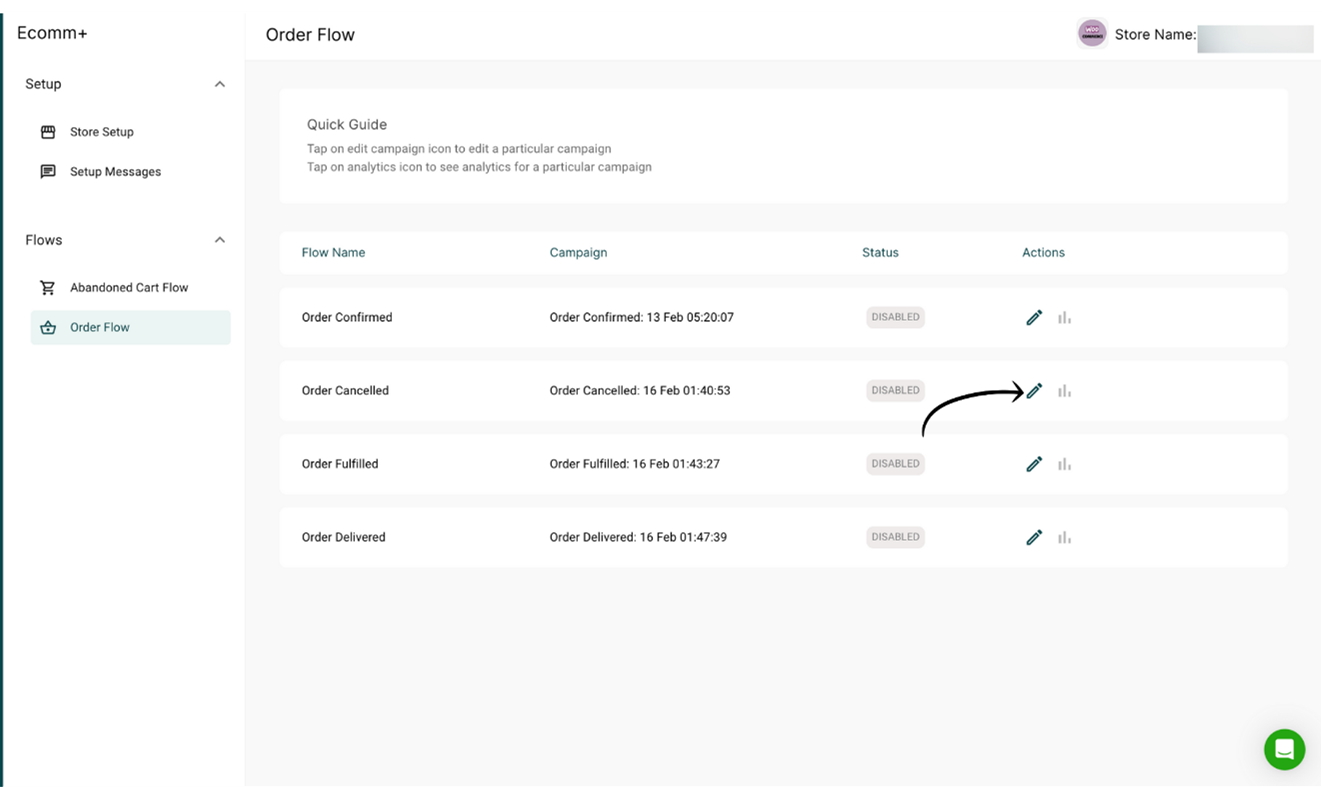 Ecomm+
Order Flow
WOO
COMMERCE
Store Name:
Setup
Store Setup
Setup Messages
Flows
Abandoned Cart Flow
Order Flow
Quick Guide
Tap on edit campaign icon to edit a particular campaign
Tap on analytics icon to see analytics for a particular campaign
Flow Name Campaign Status Actions
Order Confirmed Order Confirmed: 13 Feb 05:20:07 DISABLED
Order Cancelled Order Cancelled: 16 Feb 01:40:53 DISABLED
Order Fulfilled Order Fulfilled: 16 Feb 01:43:27 DISABLED
Order Delivered Order Delivered: 16 Feb 01:47:39 DISABLED